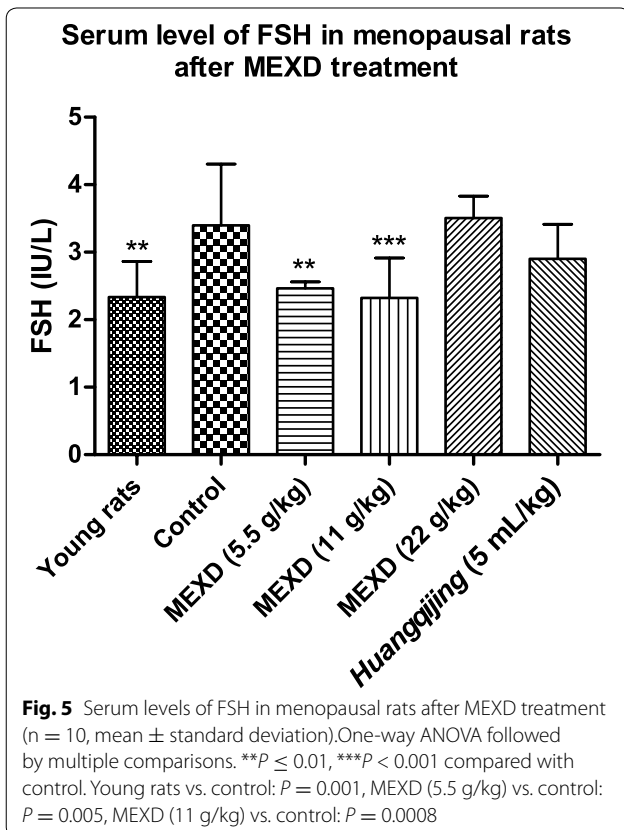 Serum level of FSH in menopausal rats
after MEXD treatment
5
4
3
2
1
0
FSH (IU/L)
**
**
***
Young rats
Control
MEXD (5.5 g/kg)
MEXD (11 g/kg)
MEXD (22 g/kg)
Huangqijing (5 mL/kg)
Fig. 5 Serum levels of FSH in menopausal rats after MEXD treatment
(n = 10, mean ± standard deviation).One-way ANOVA followed
by multiple comparisons. **P ≤ 0.01, ***P < 0.001 compared with
control. Young rats vs. control: P = 0.001, MEXD (5.5 g/kg) vs. control:
P = 0.005, MEXD (11 g/kg) vs. control: P = 0.0008